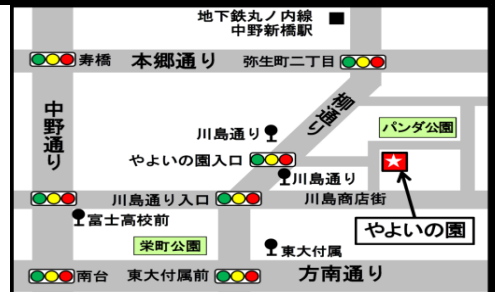 地下鉄丸ノ内線
中野新橋駅
寿橋
本郷通り
弥生町二丁目
中野通り
柳通り
川島通り
パンダ公園
やよいの園入口
川島通り
川島通り入口
川島商店街
富士高校前
やよいの園
栄町公園
東大付属
南台
東大付属前
方南通り